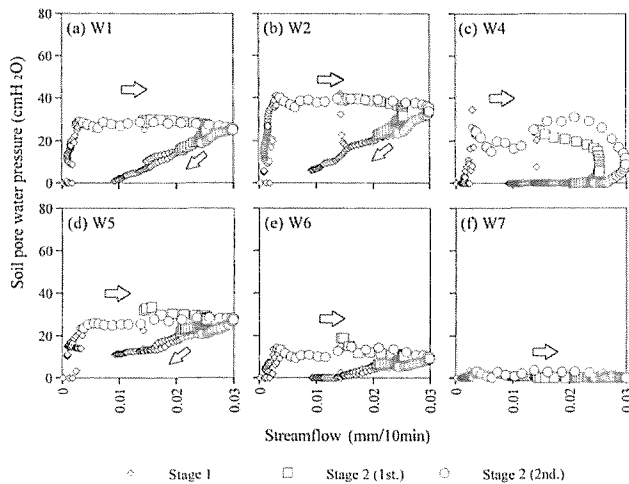 Soil pore water pressure (cmH2O)
80
60
40
20
0
(a) W1
(b) W2
(c) W4
80
60
40
20
0
(d) W5
(e) W6
(f) W7
0 0.01 0.02 0.03 0 0.01 0.02 0.03 0 0.01 0.02 0.03
Streamflow (mm/10min)
Stage 1
Stage 2 (1st.)
Stage 2 (2nd.)